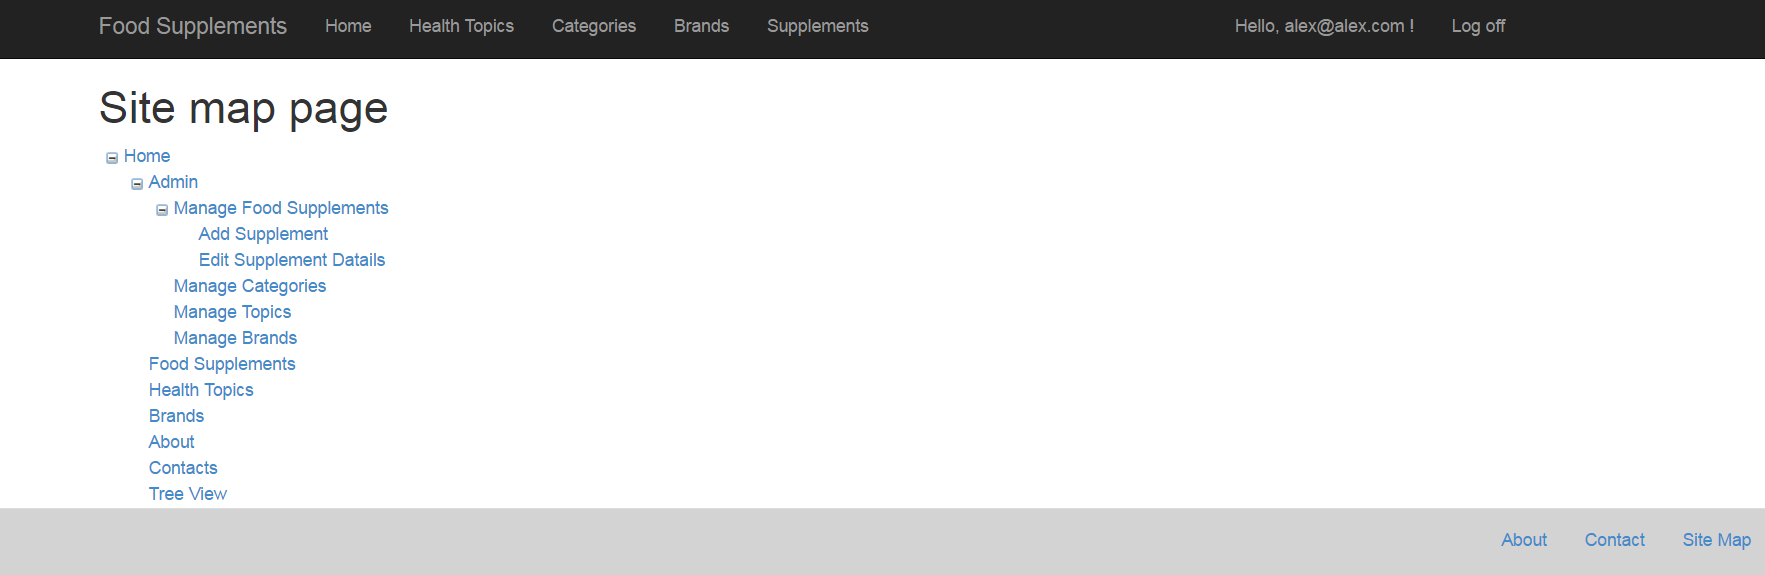 Food Supplements Home Health Topics Categories Brands Supplements Hello, alex@alex.com ! Log off
Site map page
Home
Admin
Manage Food Supplements
Add Supplement
Edit Supplement Datails
Manage Categories
Manage Topics
Manage Brands
Food Supplements
Health Topics
Brands
About
Contacts
Tree View
About Contact Site Map